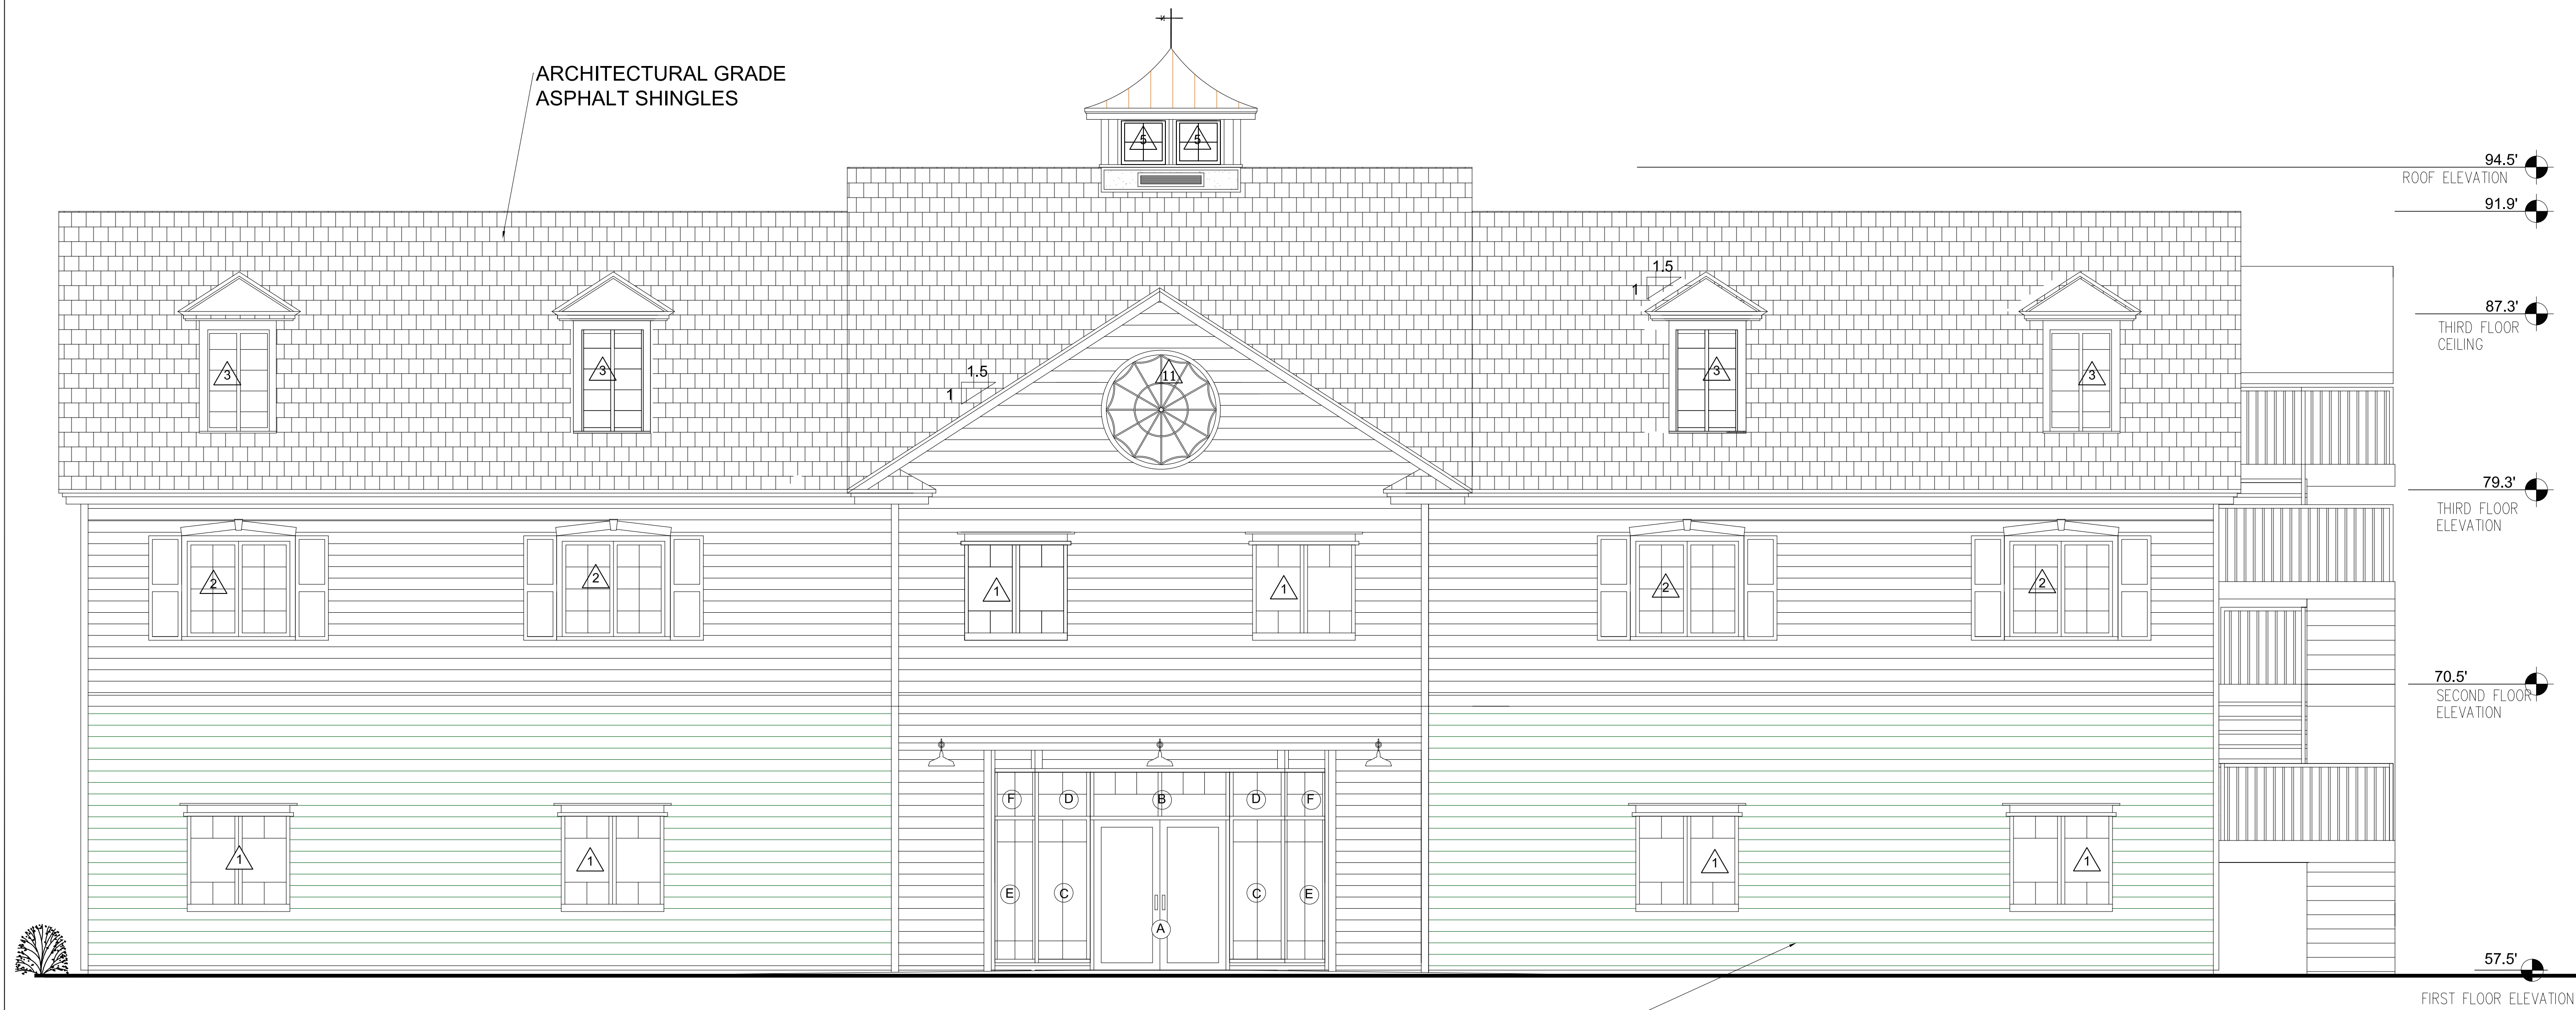 ARCHITECTURAL GRADE
ASPHALT SHINGLES
5
5
94.5'
ROOF ELEVATION
91.9'
1.5
1
87.3'
THIRD FLOOR
CEILING
3
3
3
3
1.5
1
11
79.3'
THIRD FLOOR
ELEVATION
2
2
1
1
2
2
70.5'
SECOND FLOOR
ELEVATION
F
D
B
D
F
1
1
1
1
E
C
C
E
A
57.5'
FIRST FLOOR ELEVATION